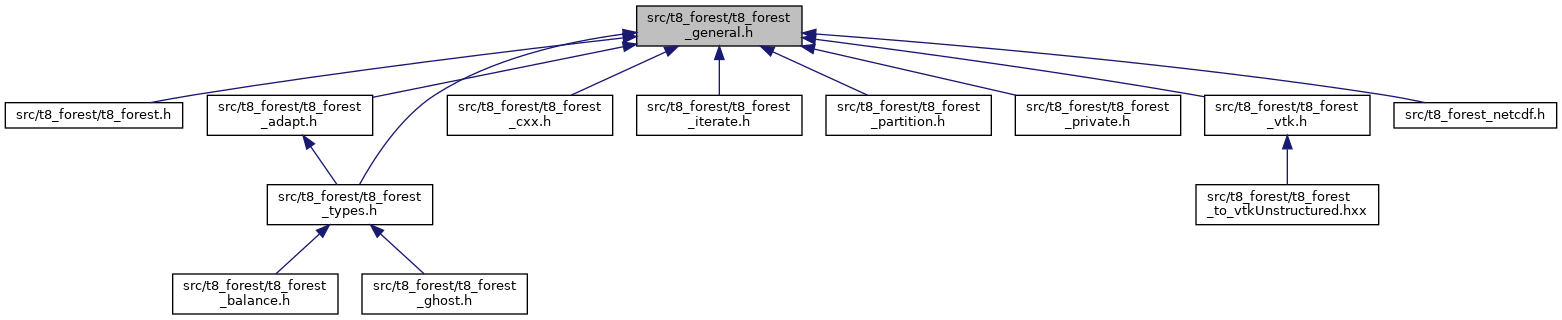 src/t8_forest/t8_forest
_general.h
src/t8_forest/t8_forest.h
src/t8_forest/t8_forest
_adapt.h
src/t8_forest/t8_forest
_cxx.h
src/t8_forest/t8_forest
_iterate.h
src/t8_forest/t8_forest
_partition.h
src/t8_forest/t8_forest
_private.h
src/t8_forest/t8_forest
_vtk.h
src/t8_forest_netcdf.h
src/t8_forest/t8_forest
_types.h
src/t8_forest/t8_forest
_to_vtkUnstructured.hxx
src/t8_forest/t8_forest
_balance.h
src/t8_forest/t8_forest
_ghost.h